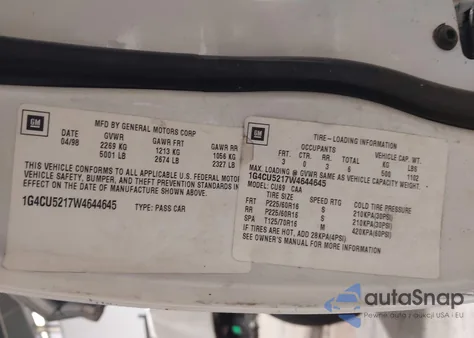 GM
MFD BY GENERAL MOTORS CORP
DATE GVWR GAWR FRT GAWR RR
04/98 2269 KG 1213 KG 1056 KG
5001 LB 2674 LB 2327 LB
THIS VEHICLE CONFORMS TO ALL APPLICABLE U.S. FEDERAL MOTOR
VEHICLE SAFETY, BUMPER, AND THEFT PREVENTION STANDARDS IN
EFFECT ON THE DATE OF MANUFACTURE SHOWN ABOVE.
1G4CU5217W4644645 TYPE: PASS CAR
GM
TIRE-LOADING INFORMATION
OCCUPANTS VEHICLE CAP. WT.
FRT. CTR. RR. KG LBS
3 0 3 6 500 1102
MAX. LOADING @ GVWR SAME AS VEHICLE CAPACITY WEIGHT
1G4CU5217W4644645
MODEL: CU69 CAA
TIRE SIZE SPEED RTG COLD TIRE PRESSURE
FRT P225/60R16 S 210KPA(30PSI)
RR P225/60R16 S 210KPA(30PSI)
SPA T125/70R16 M 420KPA(60PSI)
IF TIRES ARE HOT, ADD 28KPA(4PSI)
SEE OWNER'S MANUAL FOR MORE INFORMATION
autoSnap
Pewne auto z aukcji USA i EU